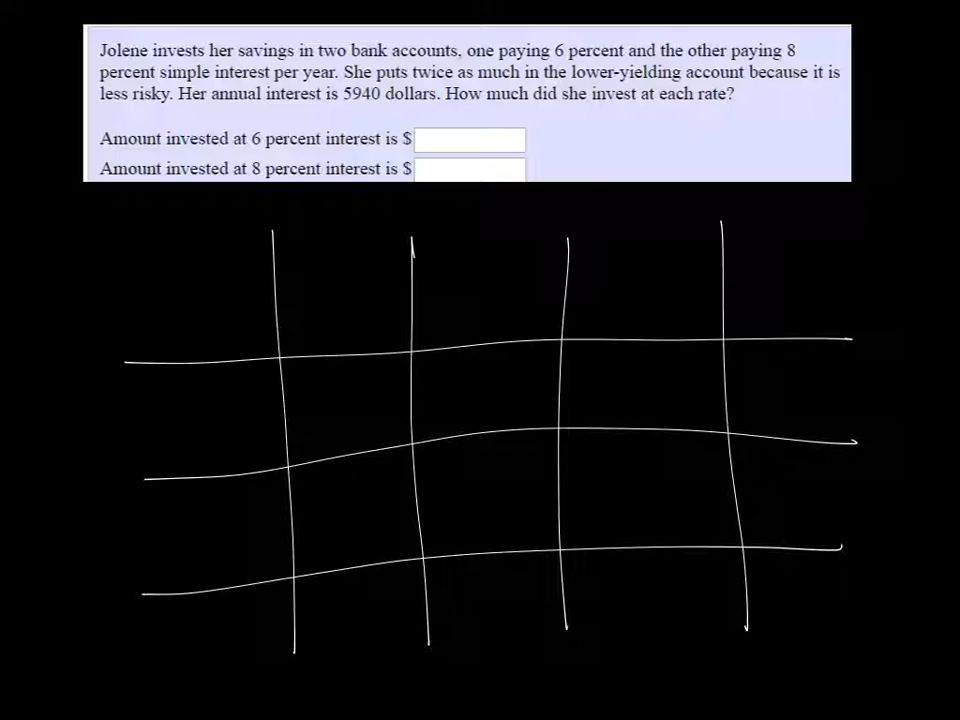 Jolene invests her savings in two bank accounts, one paying 6 percent and the other paying 8
percent simple interest per year. She puts twice as much in the lower-yielding account because it is
less risky. Her annual interest is 5940 dollars. How much did she invest at each rate?
Amount invested at 6 percent interest is $
Amount invested at 8 percent interest is $